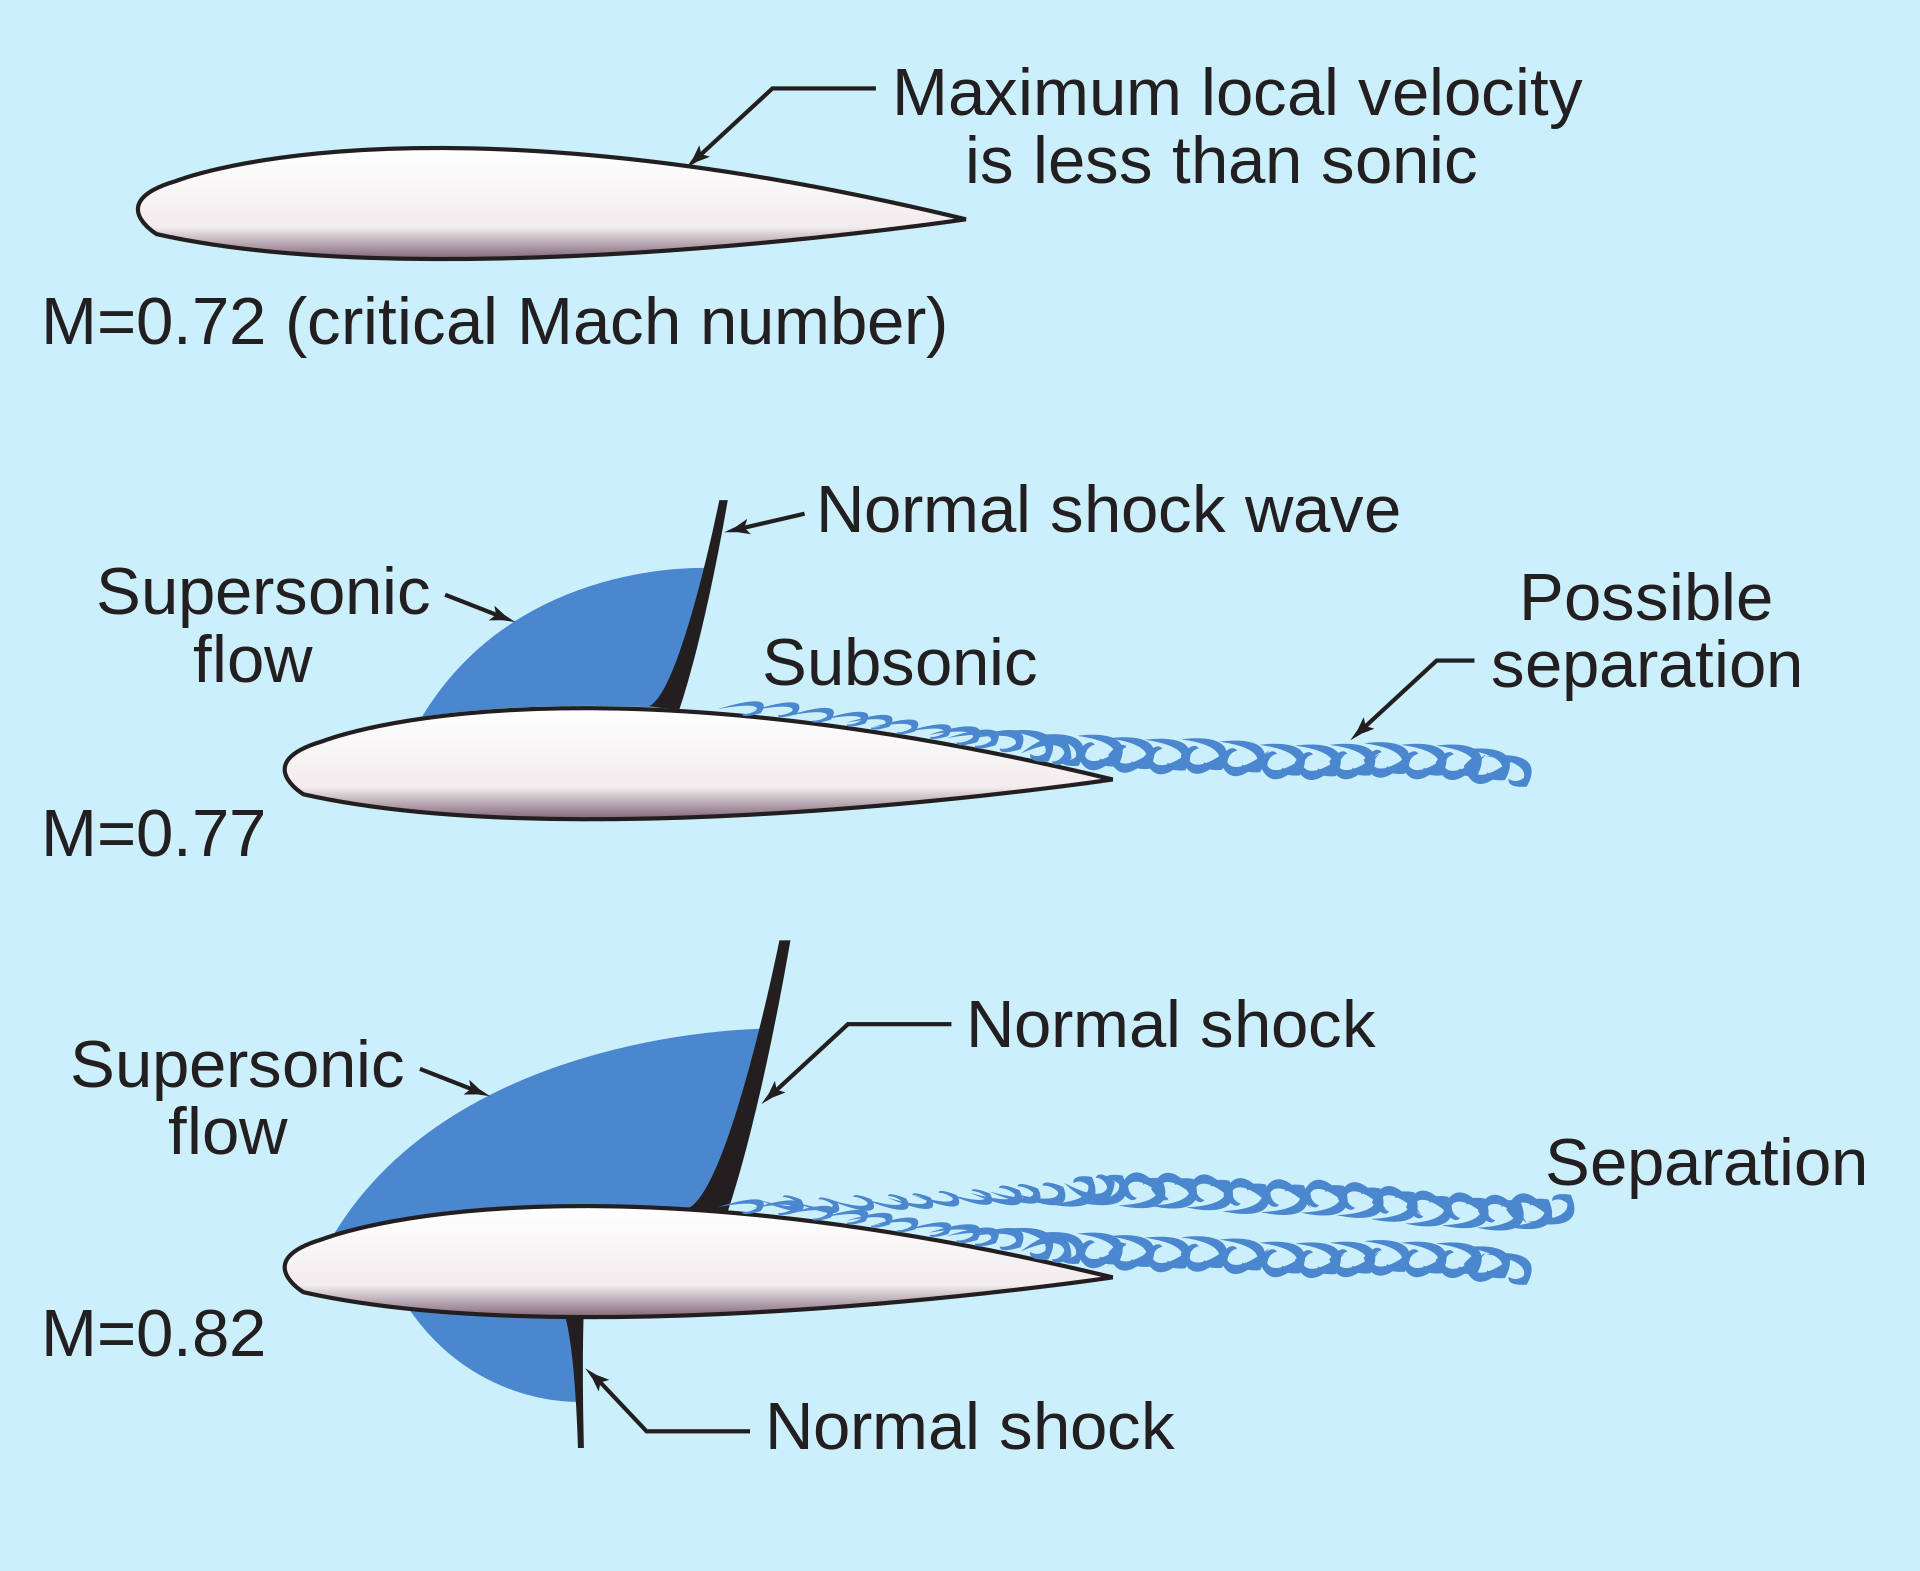 Maximum local velocity
is less than sonic
M=0.72 (critical Mach number)
Normal shock wave
Supersonic
flow
Subsonic
Possible
separation
M=0.77
Normal shock
Supersonic
flow
Separation
M=0.82
Normal shock